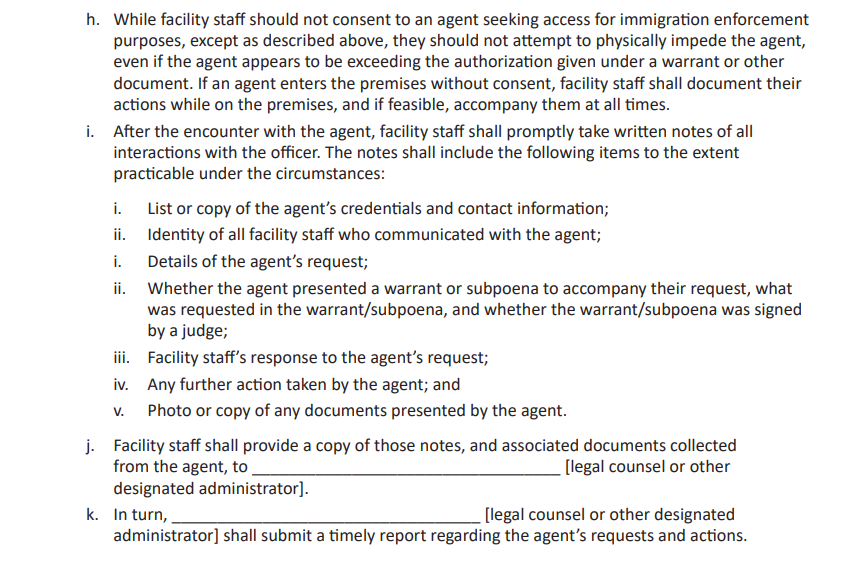 h. While facility staff should not consent to an agent seeking access for immigration enforcement
purposes, except as described above, they should not attempt to physically impede the agent,
even if the agent appears to be exceeding the authorization given under a warrant or other
document. If an agent enters the premises without consent, facility staff shall document their
actions while on the premises, and if feasible, accompany them at all times.
i. After the encounter with the agent, facility staff shall promptly take written notes of all
interactions with the officer. The notes shall include the following items to the extent
practicable under the circumstances:
i. List or copy of the agent’s credentials and contact information;
ii. Identity of all facility staff who communicated with the agent;
i. Details of the agent’s request;
ii. Whether the agent presented a warrant or subpoena to accompany their request, what
was requested in the warrant/subpoena, and whether the warrant/subpoena was signed
by a judge;
iii. Facility staff’s response to the agent’s request;
iv. Any further action taken by the agent; and
v. Photo or copy of any documents presented by the agent.
j. Facility staff shall provide a copy of those notes, and associated documents collected
from the agent, to ____________________________________ [legal counsel or other
designated administrator].
k. In turn, ____________________________________ [legal counsel or other designated
administrator] shall submit a timely report regarding the agent’s requests and actions.